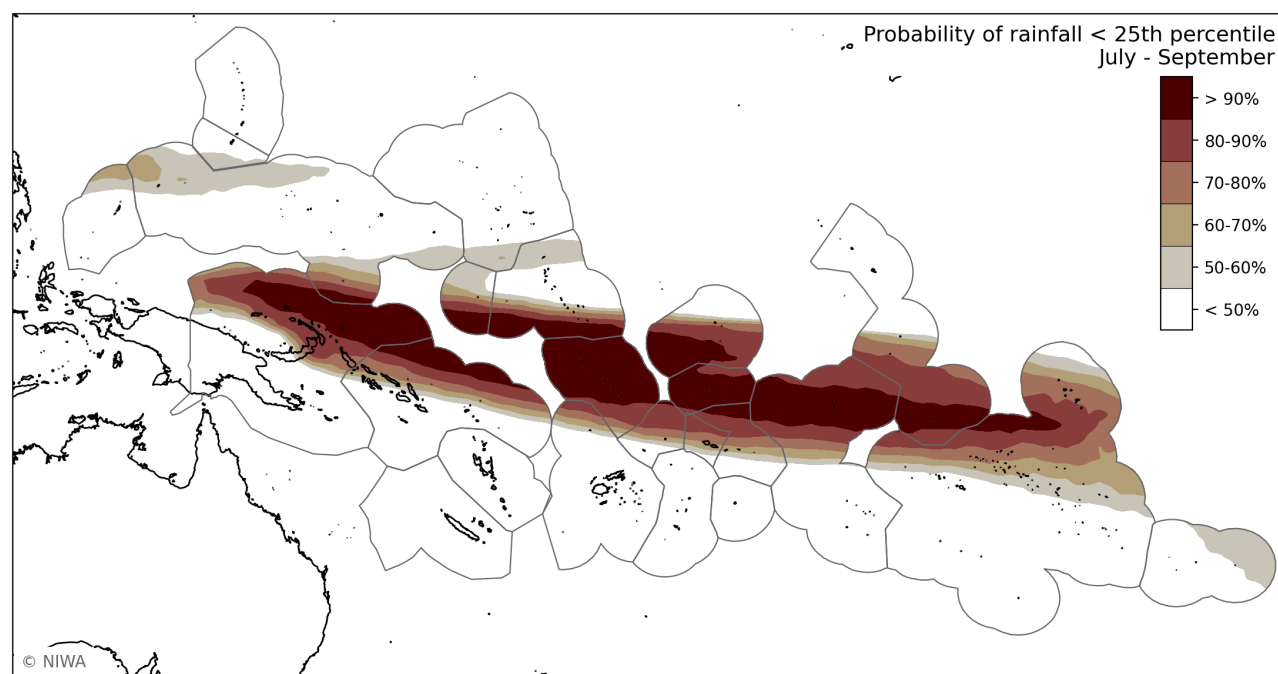 Probability of rainfall < 25th percentile
July - September
> 90%
80-90%
70-80%
60-70%
50-60%
< 50%
© NIWA